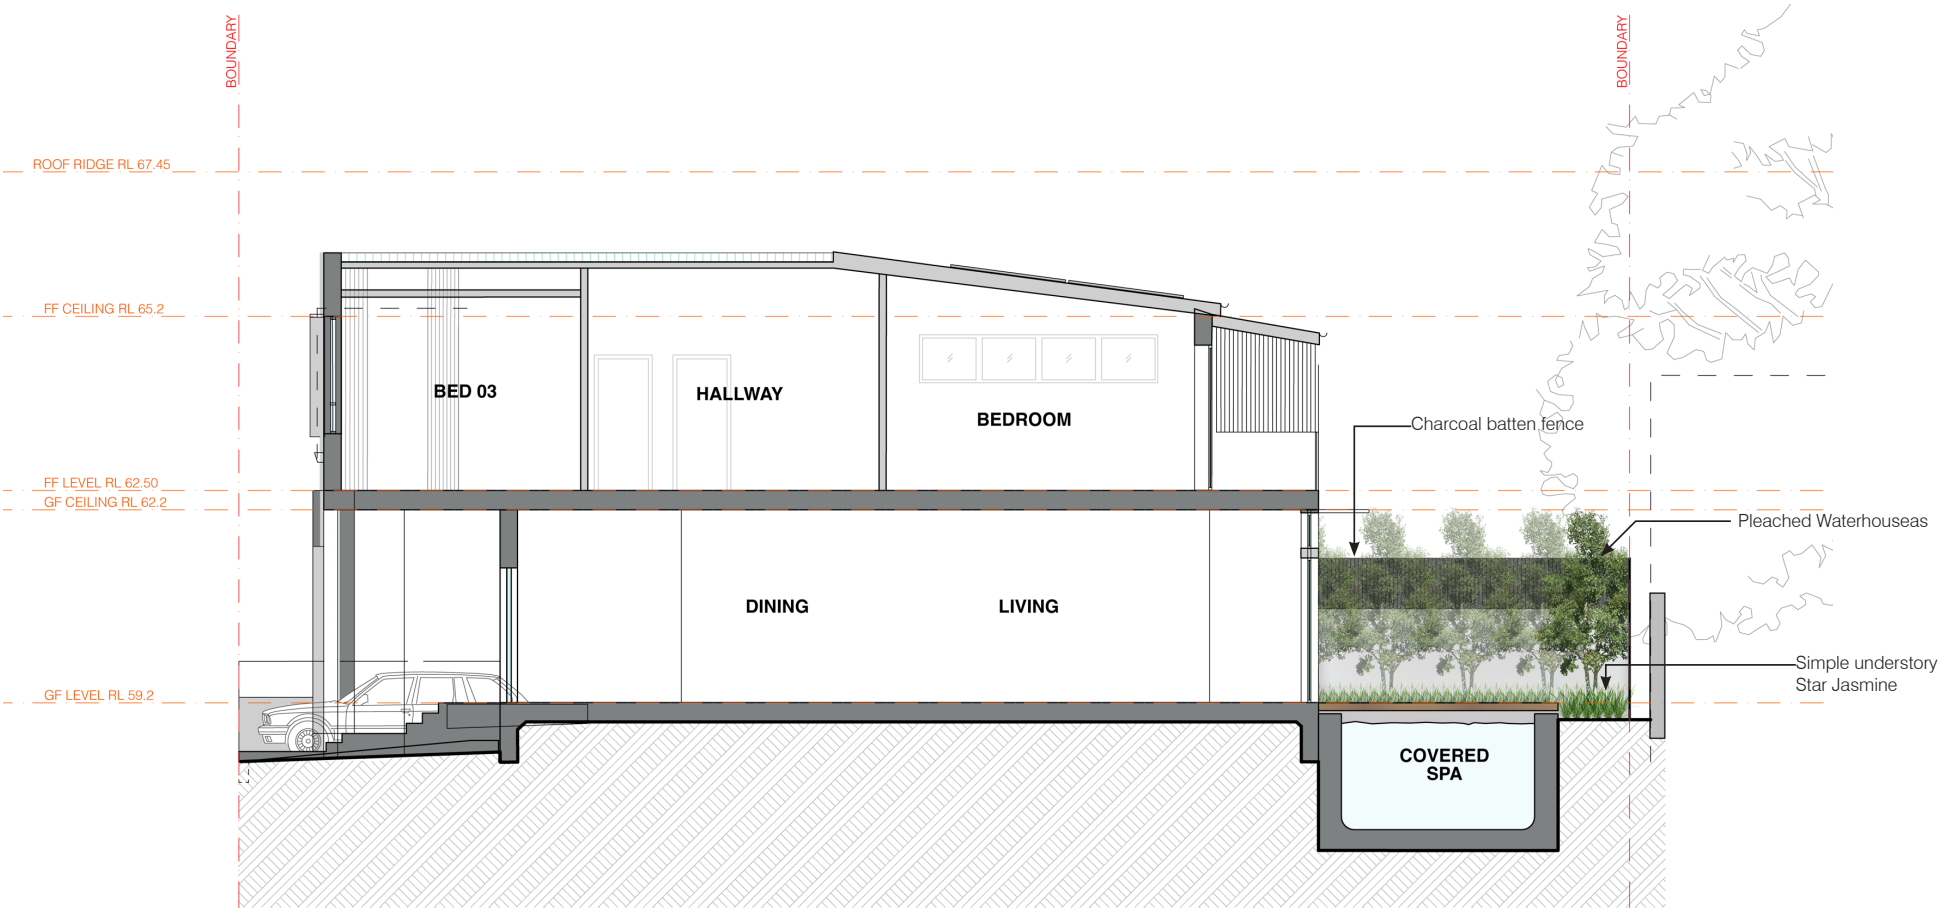 BOUNDARY
BOUNDARY
ROOF RIDGE RL 67.45
FF CEILING RL 65.2
BED 03
HALLWAY
BEDROOM
Charcoal batten fence
FF LEVEL RL 62.50
GF CEILING RL 62.2
Pleached Waterhouseas
DINING
LIVING
Simple understory
Star Jasmine
GF LEVEL RL 59.2
COVERED
SPA